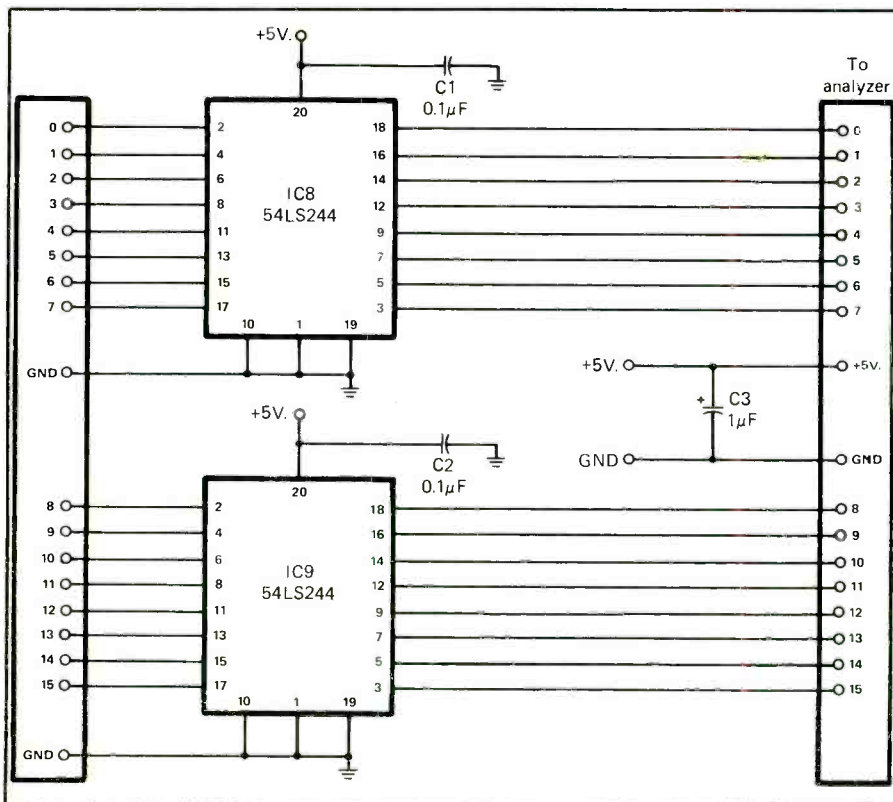 +5V.
C1
0.1µF
To
analyzer
20
0 2 18 0
1 4 16 1
2 6 14 2
3 8 12 3
IC8
54LS244
4 11 9 4
5 13 7 5
6 15 5 6
7 17 3 7
10 1 19
GND
+5V. +5V.
+ C3
1µF
GND GND
+5V.
C2
0.1µF
20
8 2 18 8
9 4 16 9
10 6 14 10
11 8 12 11
IC9
54LS244
12 11 9 12
13 13 7 13
14 15 5 14
15 17 3 15
10 1 19
GND